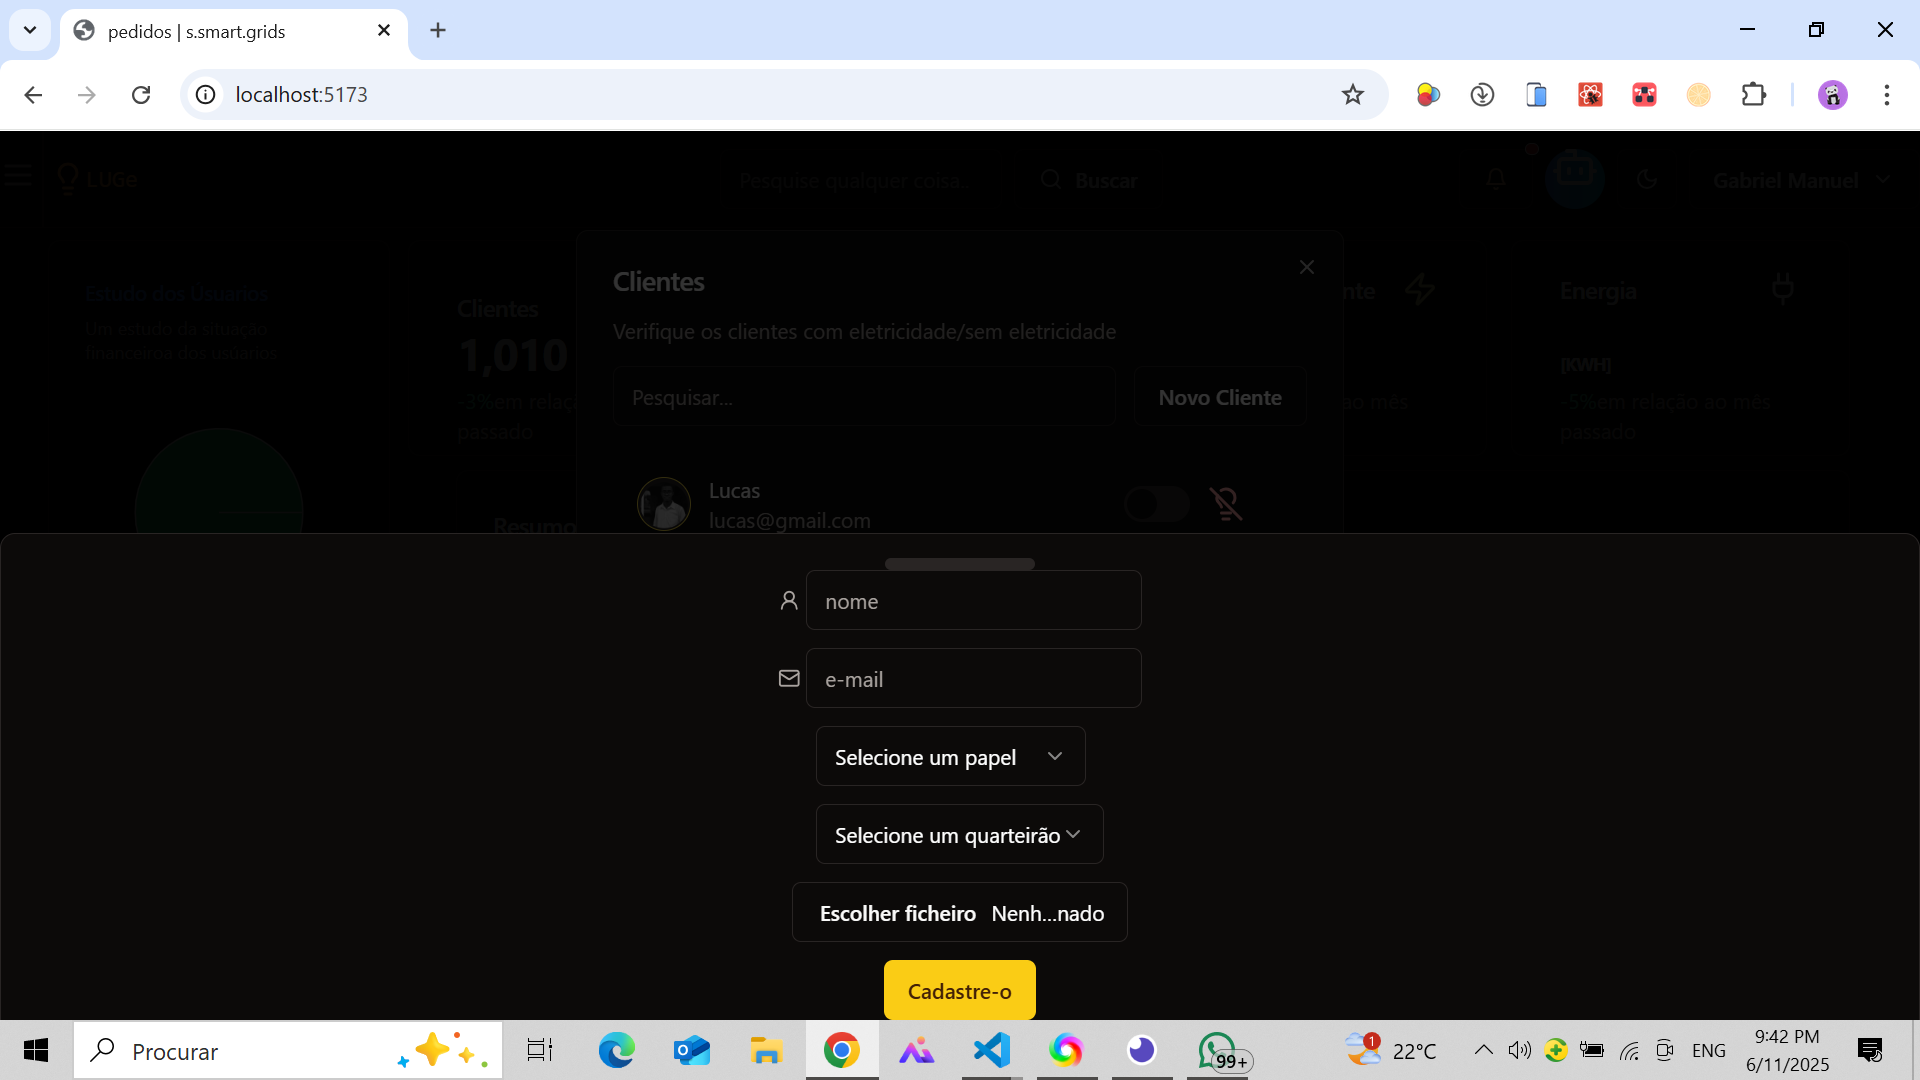 pedidos | s.smart.grids
localhost:5173
LUGe
Pesquise qualquer coisa...
Buscar
Gabriel Manuel
Clientes
Verifique os clientes com eletricidade/sem eletricidade
Pesquisar...
Novo Cliente
Lucas
lucas@gmail.com
Estudo dos Usuarios
Um estudo da situação
financeiroa dos usúarios
Clientes
1,010
-3%em relaç
passado
Resumo
nte
ao mês
Energia
[KWH]
-5%em relação ao mês
passado
nome
e-mail
Selecione um papel
Selecione um quarteirão
Escolher ficheiro Nenh...nado
Cadastre-o
Procurar
99+
1
22°C
ENG
9:42 PM
6/11/2025